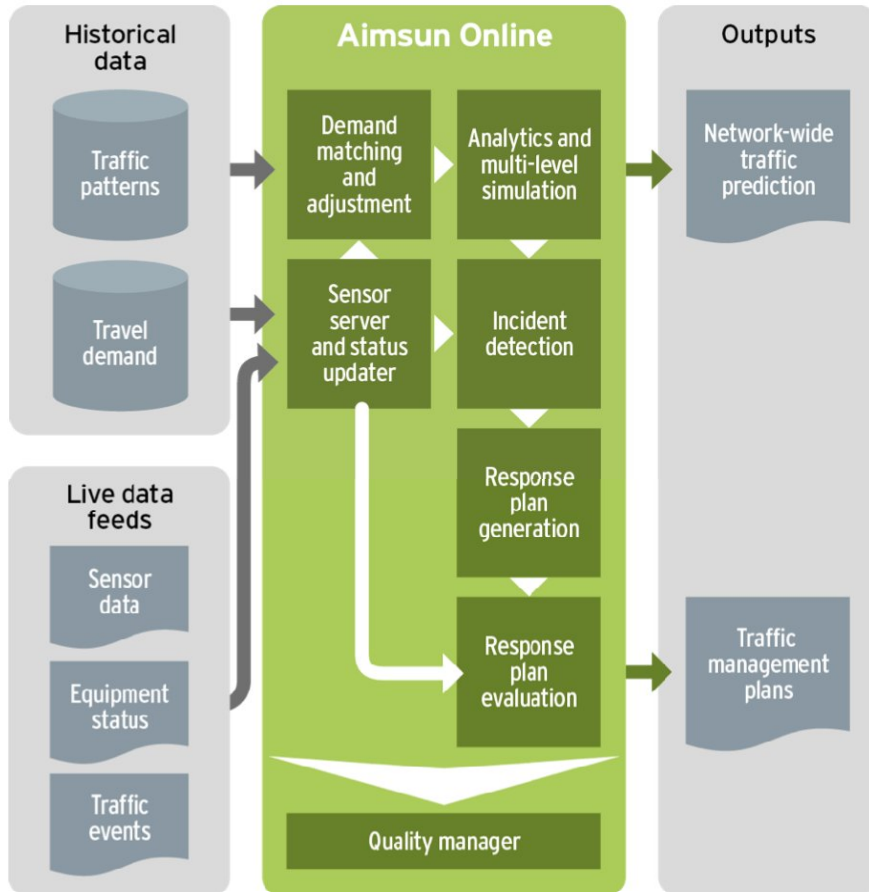 Historical
data
Traffic
patterns
Travel
demand
Live data
feeds
Sensor
data
Equipment
status
Traffic
events
Aimsun Online
Demand
matching
and
adjustment
Analytics and
multi-level
simulation
Sensor
server
and status
updater
Incident
detection
Response
plan
generation
Response
plan
evaluation
Quality manager
Outputs
Network-wide
traffic
prediction
Traffic
management
plans